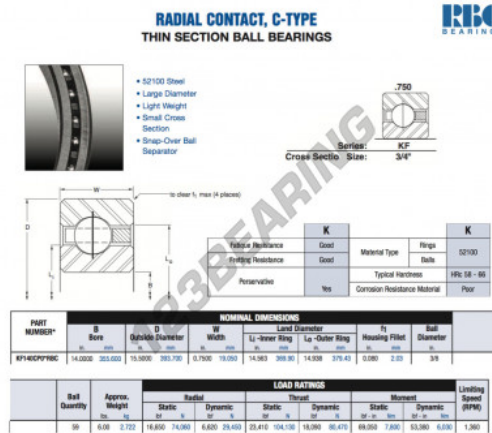 RADIAL CONTACT, C-TYPE
THIN SECTION BALL BEARINGS
RBC
BEARING
• 52100 Steel
• Large Diameter
• Light Weight
• Small Cross
Section
• Snap-Over Ball
Separator
.750
Series: KF
Cross Sectio Size: 3/4"
W
to clear f₁ max (4 places)
D
L₁
L₀
B
K K
Fatigue Resistance Good Material Type Rings 52100
Fretting Resistance Good Balls
Perservative Yes Typical Hardness HRc 58 - 66
Corrosion Resistance Material Poor
123BEARING
NOMINAL DIMENSIONS
PART NUMBER* B Bore D Outside Diameter W Width Land Diameter f₁ Housing Fillet Ball Diameter
Lᵢ -Inner Ring L₀ -Outer Ring
in. mm in. mm in. mm in. mm in. mm in. mm in.
KF140CP0*RBC 14.0000 355.600 15.5000 393.700 0.7500 19.050 14.563 369.90 14.938 379.43 0.080 2.03 3/8
LOAD RATINGS
Ball Quantity Approx. Weight Radial Thrust Moment Limiting Speed (RPM)
Static Dynamic Static Dynamic Static Dynamic
lbs. kg lbf N lbf N lbf N lbf N lbf - in N-m lbf - in N-m
59 6.00 2.722 16,650 74,060 6,620 29,450 23,410 104,130 18,090 80,470 69,050 7,800 53,380 6,030 1,360